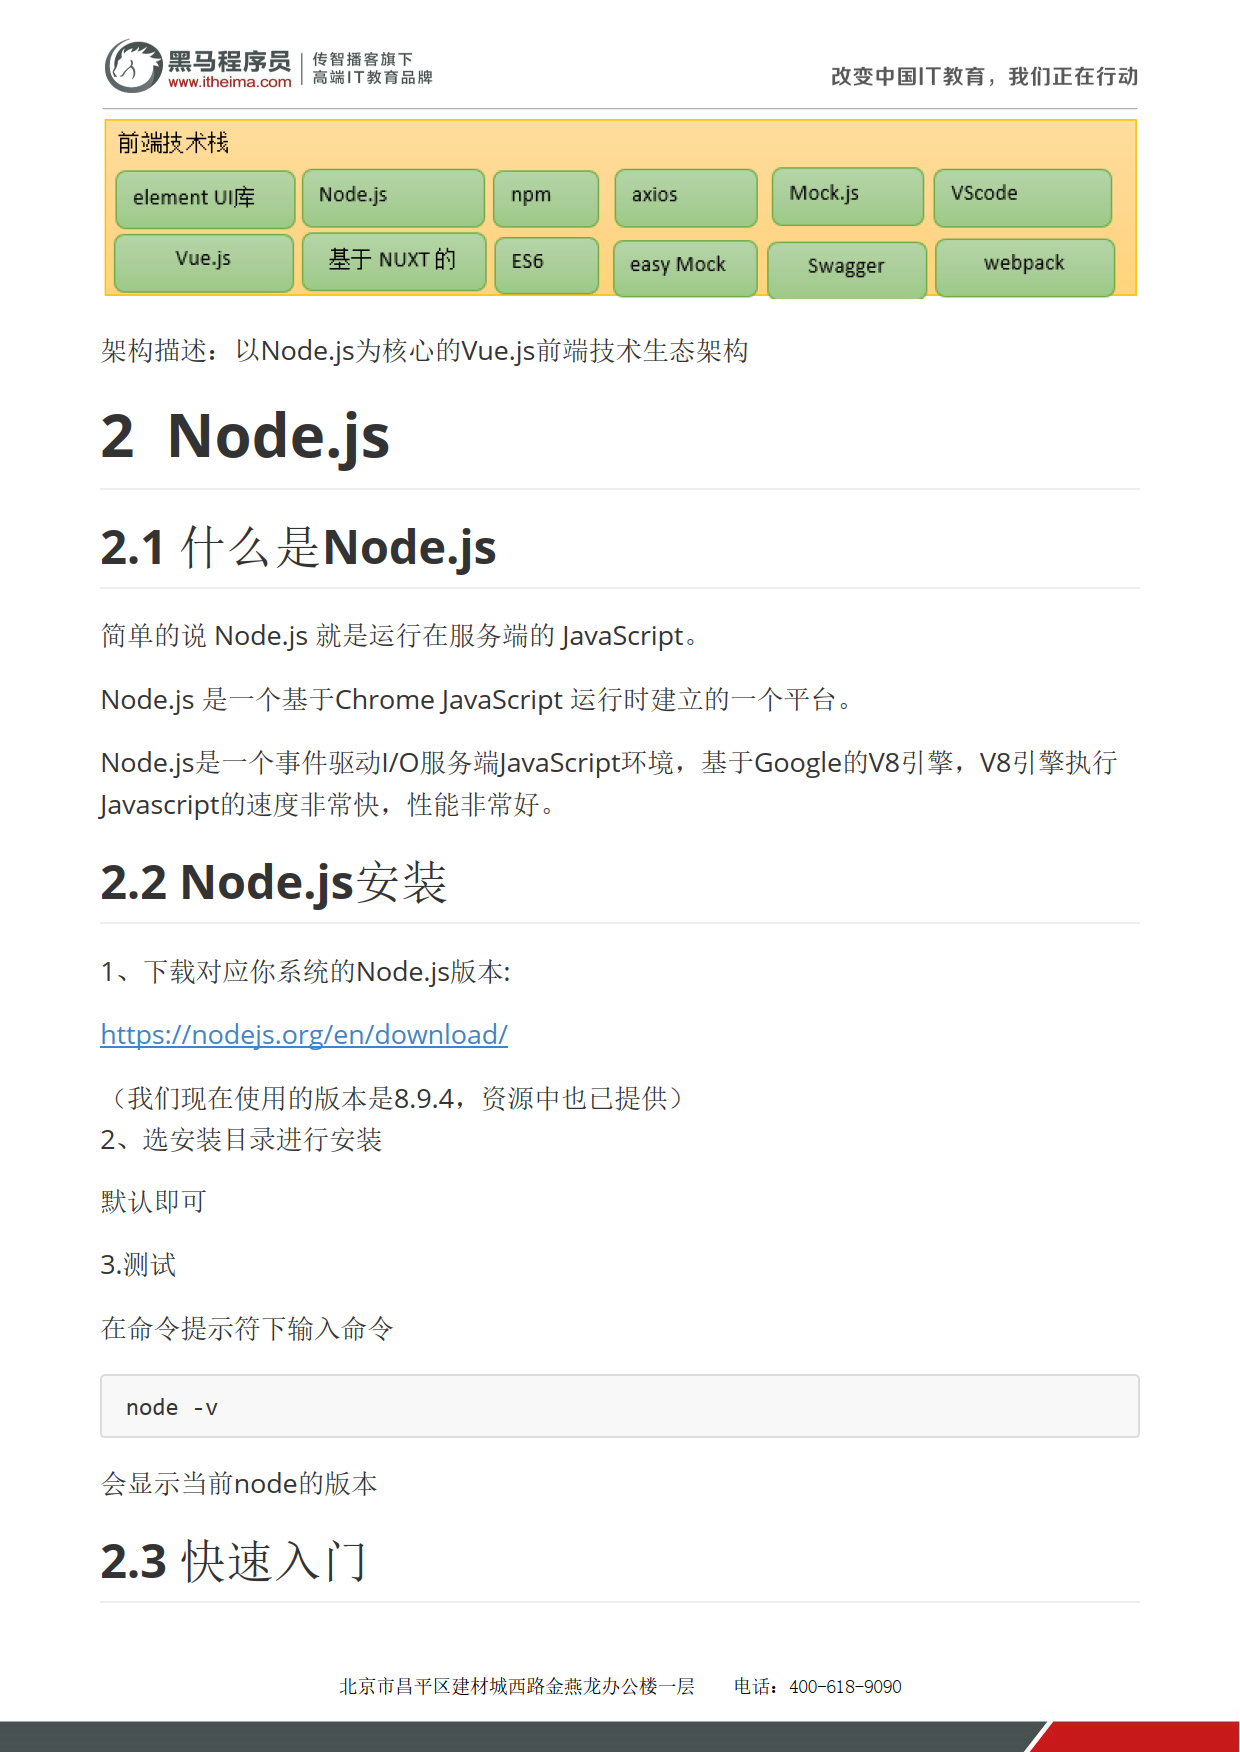 黑马程序员
www.itheima.com
传智播客旗下
高端IT教育品牌
改变中国IT教育，我们正在行动
前端技术栈
element UI库 Node.js npm axios Mock.js VScode
Vue.js 基于 NUXT 的 ES6 easy Mock Swagger webpack
架构描述：以Node.js为核心的Vue.js前端技术生态架构
2 Node.js
2.1 什么是Node.js
简单的说 Node.js 就是运行在服务端的 JavaScript。
Node.js 是一个基于Chrome JavaScript 运行时建立的一个平台。
Node.js是一个事件驱动I/O服务端JavaScript环境，基于Google的V8引擎，V8引擎执行
Javascript的速度非常快，性能非常好。
2.2 Node.js安装
1、下载对应你系统的Node.js版本:
https://nodejs.org/en/download/
（我们现在使用的版本是8.9.4，资源中也已提供）
2、选安装目录进行安装
默认即可
3.测试
在命令提示符下输入命令
node -v
会显示当前node的版本
2.3 快速入门
北京市昌平区建材城西路金燕龙办公楼一层 电话：400-618-9090